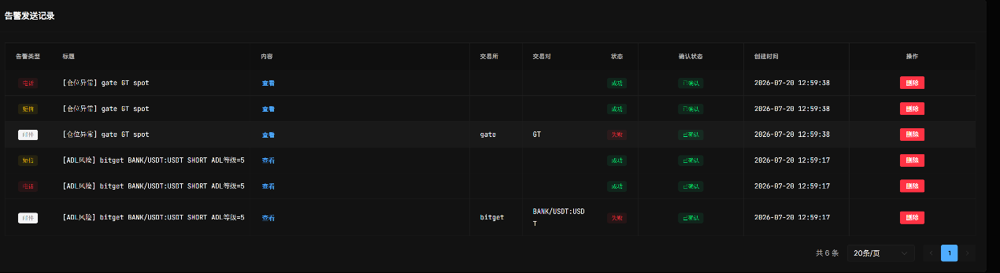 告警发送记录
告警类型 标题 内容 交易所 交易对 状态 确认状态 创建时间 操作
电话 [仓位异常] gate GT spot 查看 成功 已确认 2026-07-20 12:59:38 删除
短信 [仓位异常] gate GT spot 查看 成功 已确认 2026-07-20 12:59:38 删除
邮件 [仓位异常] gate GT spot 查看 gate GT 失败 已确认 2026-07-20 12:59:38 删除
短信 [ADL风险] bitget BANK/USDT:USDT SHORT ADL等级=5 查看 成功 已确认 2026-07-20 12:59:17 删除
电话 [ADL风险] bitget BANK/USDT:USDT SHORT ADL等级=5 查看 成功 已确认 2026-07-20 12:59:17 删除
邮件 [ADL风险] bitget BANK/USDT:USDT SHORT ADL等级=5 查看 bitget BANK/USDT:USD 失败 已确认 2026-07-20 12:59:17 删除
T
共 6 条 20条/页 1